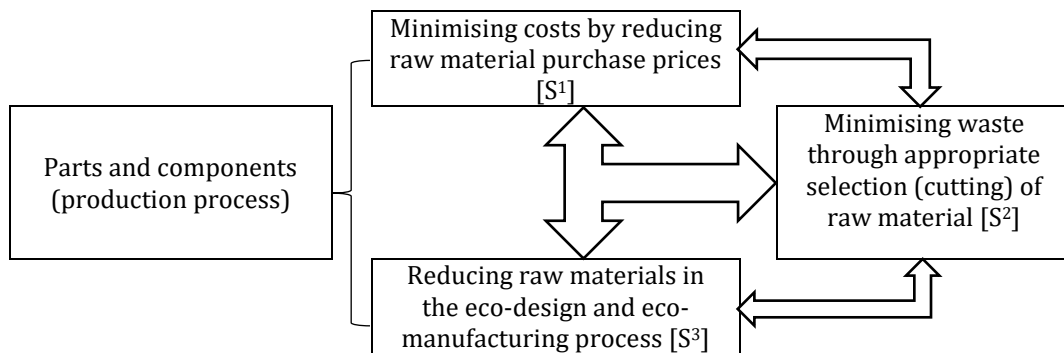 Minimising costs by reducing
raw material purchase prices
[S¹]
Parts and components
(production process)
Minimising waste
through appropriate
selection (cutting) of
raw material [S²]
Reducing raw materials in
the eco-design and eco-
manufacturing process [S³]